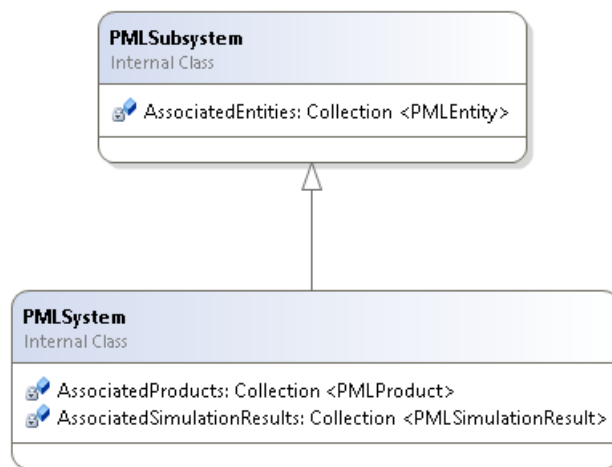 PMLSubsystem
Internal Class
AssociatedEntities: Collection <PMLEntity>
PMLSystem
Internal Class
AssociatedProducts: Collection <PMLProduct>
AssociatedSimulationResults: Collection <PMLSimulationResult>